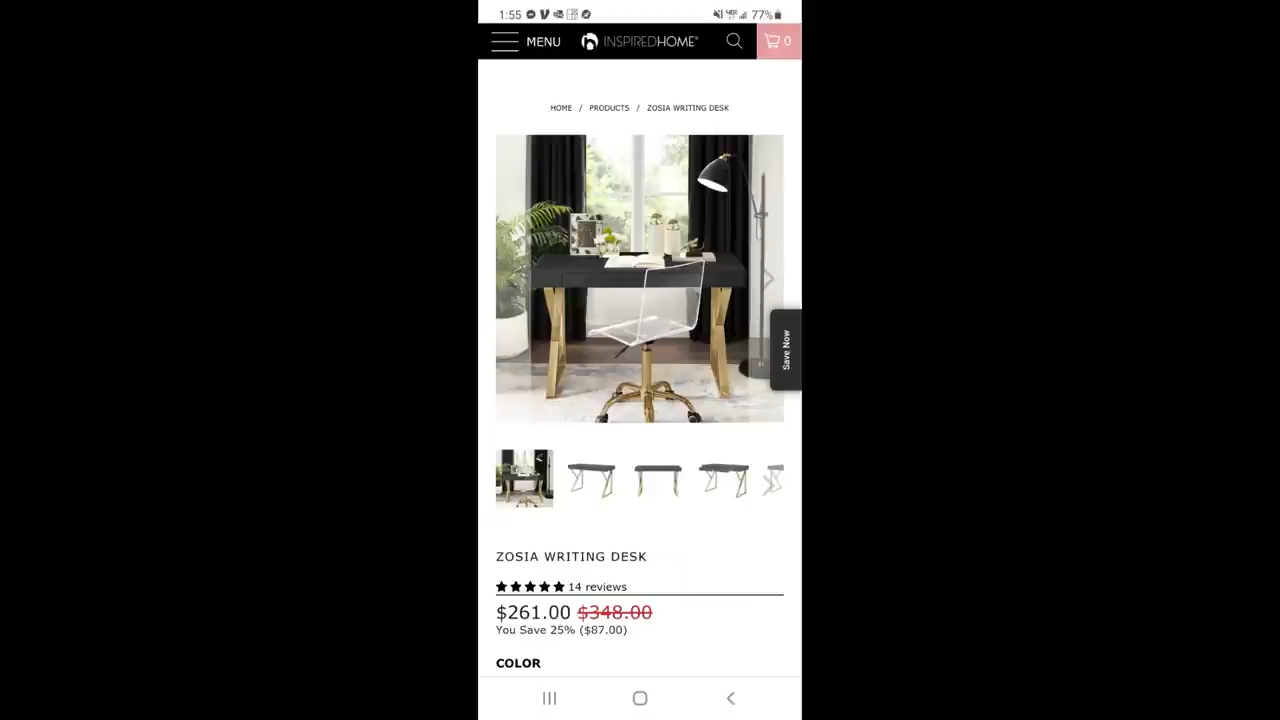 1:55 77%
MENU INSPIREDHOME® 0
HOME / PRODUCTS / ZOSIA WRITING DESK
Save Now
ZOSIA WRITING DESK
14 reviews
$261.00 $348.00
You Save 25% ($87.00)
COLOR